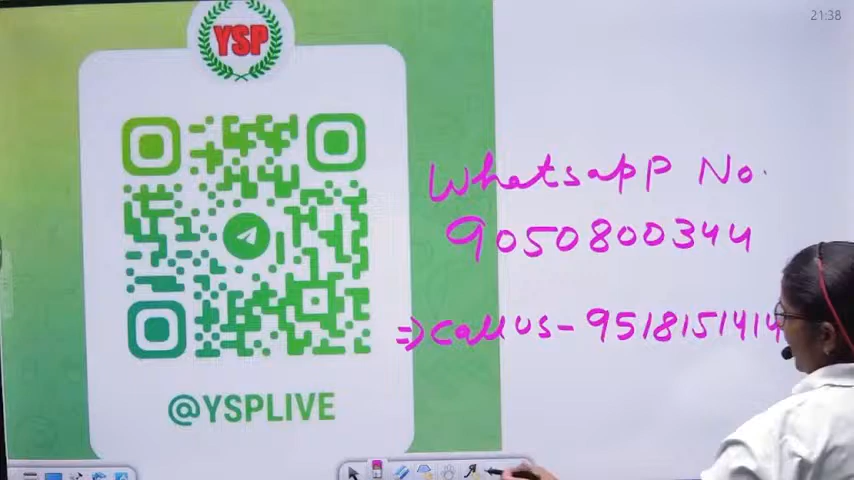 21:38
YSP
Whatsapp No.
9050800344
⇒ Call us - 9518151414
@YSPLIVE